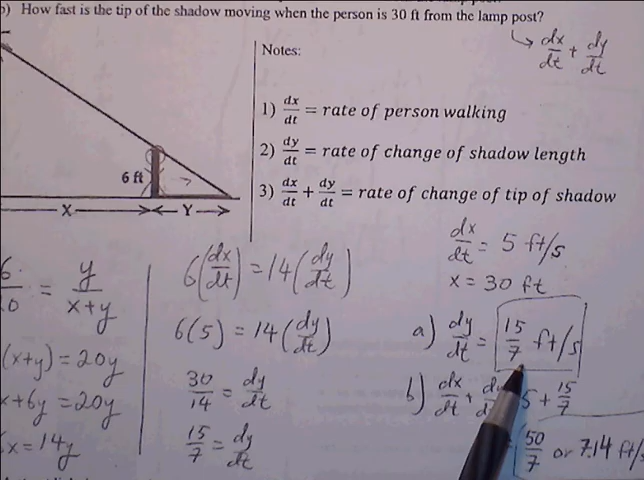 b) How fast is the tip of the shadow moving when the person is 30 ft from the lamp post?
↳ dx/dt + dy/dt
Notes:
1) dx/dt = rate of person walking
2) dy/dt = rate of change of shadow length
3) dx/dt + dy/dt = rate of change of tip of shadow
6 ft
X
Y
6/20 = y/(x+y)
(x+y) = 20y
x+6y = 20y
x = 14y
6(dx/dt) = 14(dy/dt)
6(5) = 14(dy/dt)
30/14 = dy/dt
15/7 = dy/dt
dx/dt = 5 ft/s
x = 30 ft
a) dy/dt = 15/7 ft/s
b) dx/dt + 5 + 15/7
50/7 or 7.14 ft/s